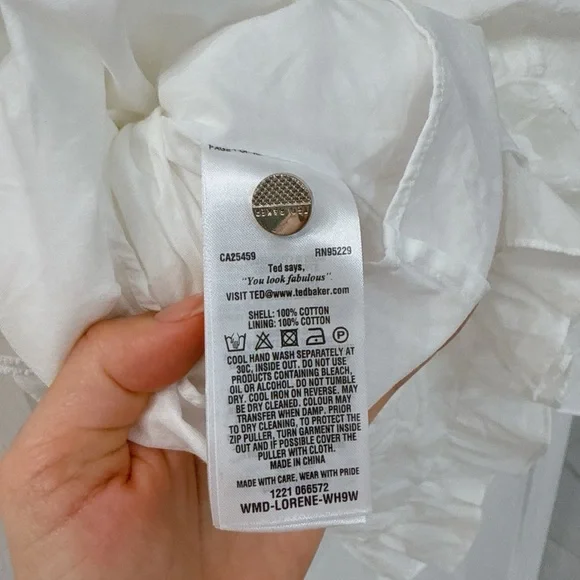 CA25459 RN95229
Ted says,
"You look fabulous"
VISIT TED@www.tedbaker.com
SHELL: 100% COTTON
LINING: 100% COTTON
COOL HAND WASH SEPARATELY AT
30C, INSIDE OUT. DO NOT USE
PRODUCTS CONTAINING BLEACH,
OIL OR ALCOHOL. DO NOT TUMBLE
DRY. COOL IRON ON REVERSE. MAY
BE DRY CLEANED. COLOUR MAY
TRANSFER WHEN DAMP. PRIOR
TO DRY CLEANING, TO PROTECT THE
ZIP PULLER, TURN GARMENT INSIDE
OUT AND IF POSSIBLE COVER THE
PULLER WITH CLOTH.
MADE IN CHINA
MADE WITH CARE. WEAR WITH PRIDE
1221 066572
WMD-LORENE-WH9W